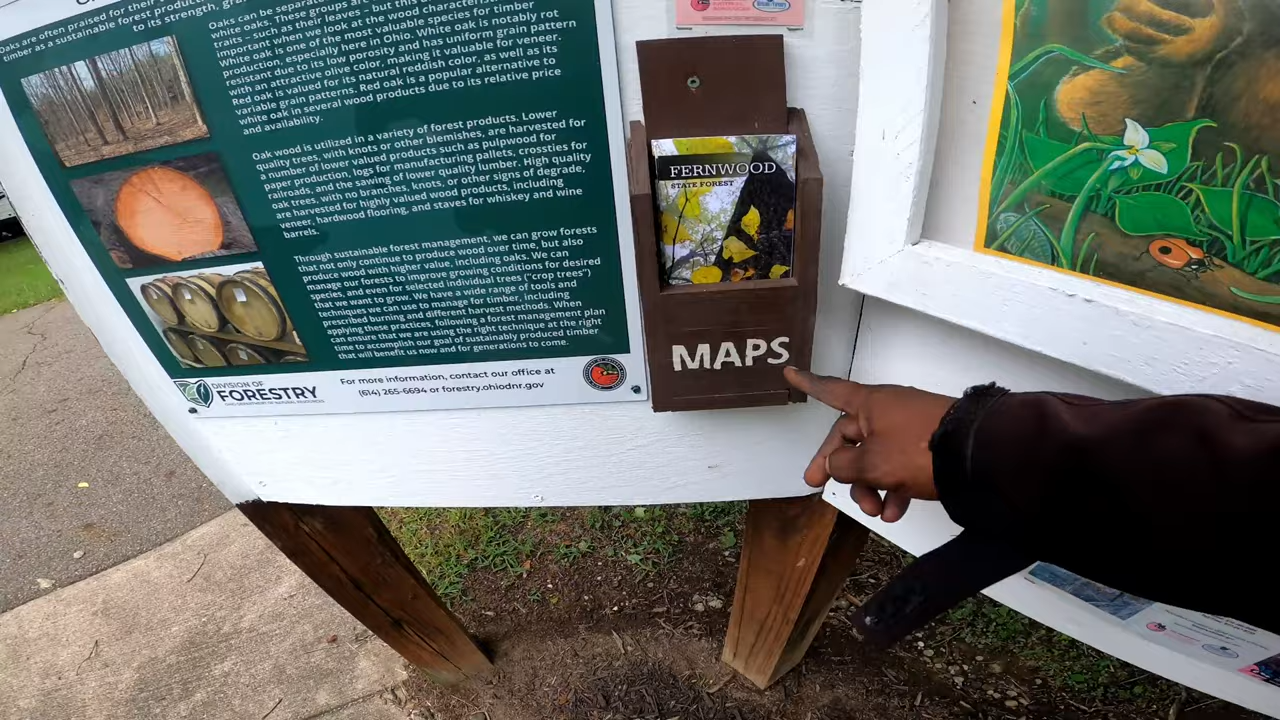 Oaks are often praised for their
timber as a sustainable forest product
to its strength, gra
Oaks can be separate
white oaks. These groups are
traits – such as their leaves – but this
important when we look at the wood characteris
White oak is one of the most valuable species for timber
production, especially here in Ohio. White oak is notably rot
resistant due to its low porosity and has uniform grain pattern
with an attractive olive color, making it valuable for veneer.
Red oak is valued for its natural reddish color, as well as its
variable grain patterns. Red oak is a popular alternative to
white oak in several wood products due to its relative price
and availability.
Oak wood is utilized in a variety of forest products. Lower
quality trees, with knots or other blemishes, are harvested for
a number of lower valued products such as pulpwood for
paper production, logs for manufacturing pallets, crossties for
railroads, and the sawing of lower quality lumber. High quality
oak trees, with no branches, knots, or other signs of degrade,
are harvested for highly valued wood products, including
veneer, hardwood flooring, and staves for whiskey and wine
barrels.
Through sustainable forest management, we can grow forests
that not only continue to produce wood over time, but also
produce wood with higher value, including oaks. We can
manage our forests to improve growing conditions for desired
species, and even for selected individual trees ("crop trees")
that we want to grow. We have a wide range of tools and
techniques we can use to manage for timber, including
prescribed burning and different harvest methods. When
applying these practices, following a forest management plan
can ensure that we are using the right technique at the right
time to accomplish our goal of sustainably produced timber
that will benefit us now and for generations to come.
DIVISION OF
FORESTRY
For more information, contact our office at
(614) 265-6694 or forestry.ohiodnr.gov
FERNWOOD
STATE FOREST
MAPS